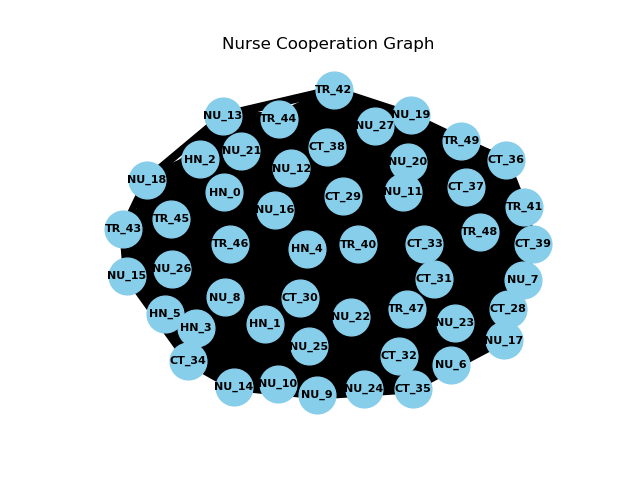 Nurse Cooperation Graph
TR_42
NU_13
TR_44
NU_27
NU_19
TR_49
CT_38
NU_21
HN_2
CT_36
NU_20
NU_12
NU_18
CT_37
HN_0
NU_11
CT_29
TR_41
NU_16
TR_45
TR_43
TR_48
TR_46
TR_40
CT_33
CT_39
HN_4
NU_26
NU_15
CT_31
NU_7
NU_8
CT_30
TR_47
CT_28
HN_5
NU_22
NU_23
HN_1
HN_3
NU_17
NU_25
CT_32
CT_34
NU_6
NU_10
NU_14
NU_24
CT_35
NU_9